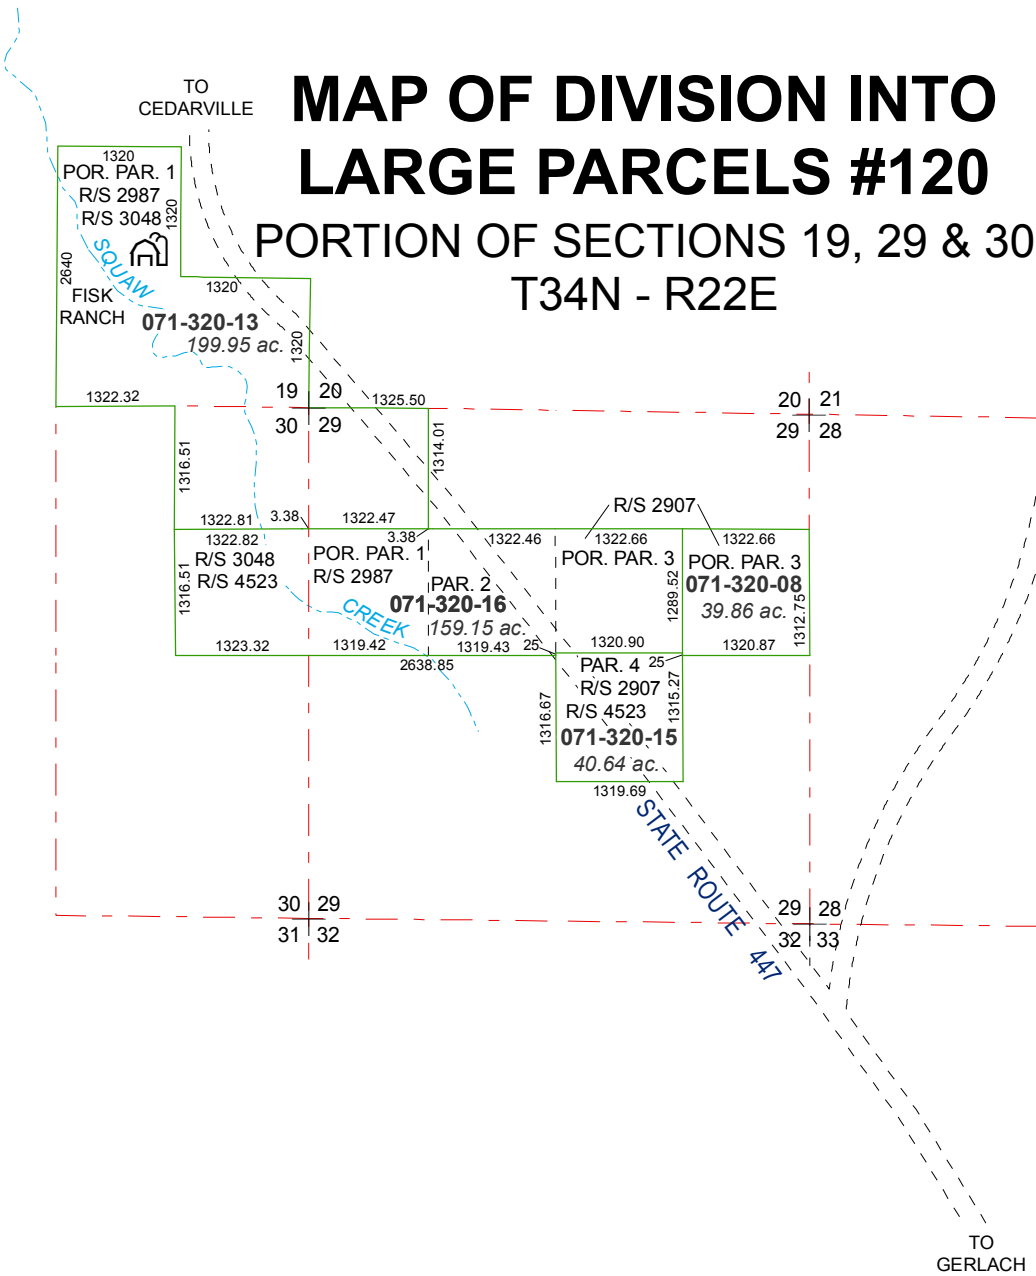 MAP OF DIVISION INTO
LARGE PARCELS #120
PORTION OF SECTIONS 19, 29 & 30
T34N - R22E
TO
CEDARVILLE
1320
POR. PAR. 1
R/S 2987
R/S 3048
1320
2640
SQUAW
FISK
RANCH
1320
071-320-13
199.95 ac.
1320
1322.32
19 20
30 29
1325.50
20 21
29 28
1316.51
1314.01
1322.81
3.38
1322.47
R/S 2907
1322.82
R/S 3048
R/S 4523
1316.51
3.38
POR. PAR. 1
R/S 2987
1322.46
1322.66
POR. PAR. 3
1322.66
POR. PAR. 3
071-320-08
39.86 ac.
1289.52
1312.75
PAR. 2
071-320-16
159.15 ac.
CREEK
1323.32
1319.42
1319.43
25
2638.85
1320.90
25
1320.87
PAR. 4
R/S 2907
R/S 4523
071-320-15
40.64 ac.
1316.67
1315.27
1319.69
STATE ROUTE 447
30 29
31 32
29 28
32 33
TO
GERLACH